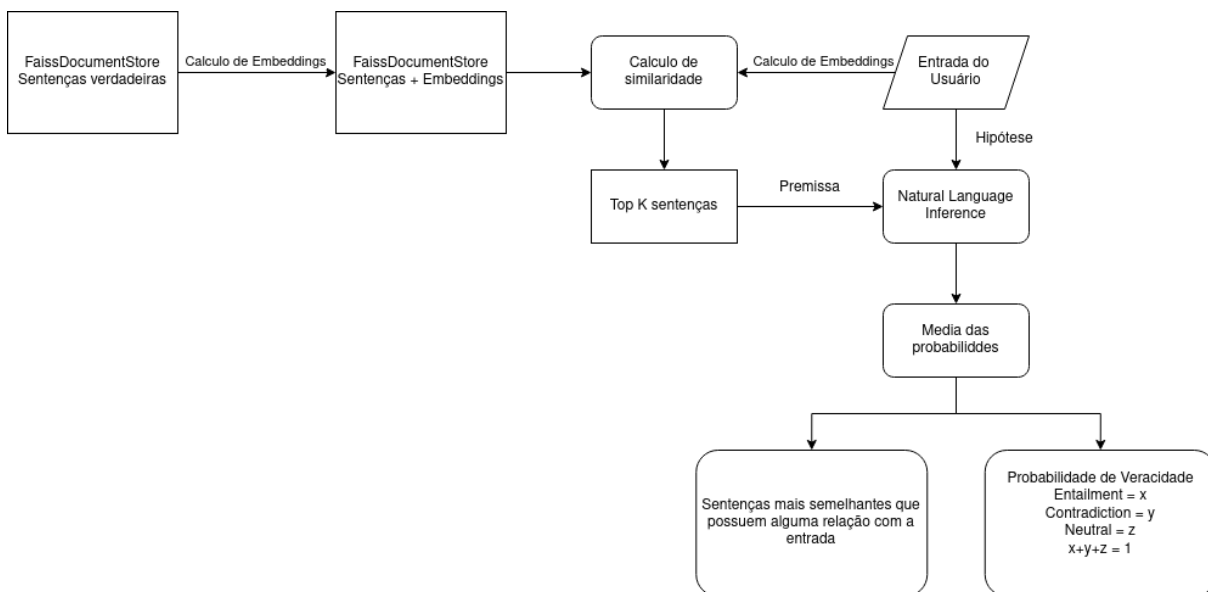 FaissDocumentStore
Sentenças verdadeiras
Calculo de Embeddings
FaissDocumentStore
Sentenças + Embeddings
Calculo de
similaridade
Calculo de Embeddings
Entrada do
Usuário
Hipótese
Top K sentenças
Premissa
Natural Language
Inference
Media das
probabiliddes
Sentenças mais semelhantes que
possuem alguma relação com a
entrada
Probabilidade de Veracidade
Entailment = x
Contradiction = y
Neutral = z
x+y+z = 1